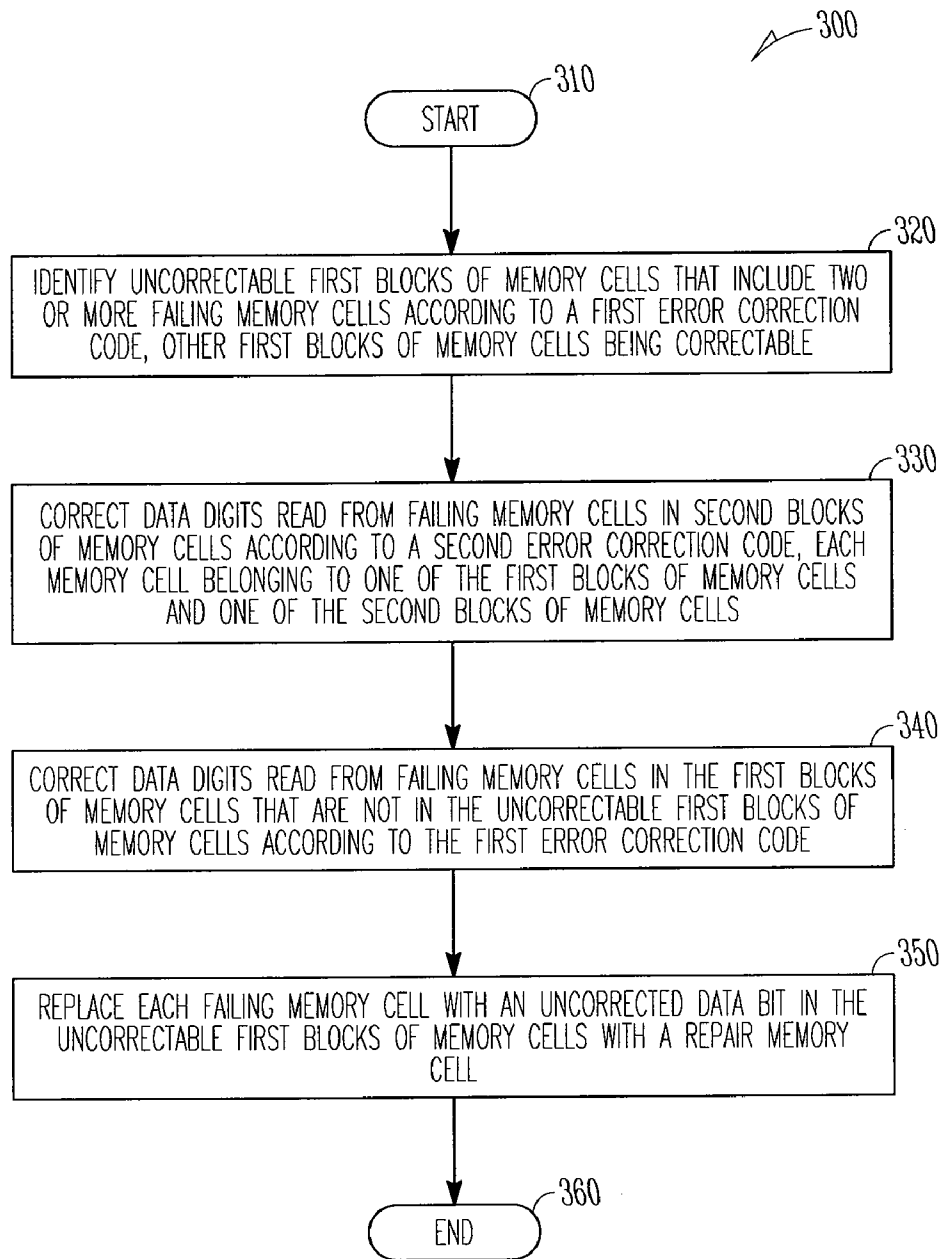 300
310
START
320
IDENTIFY UNCORRECTABLE FIRST BLOCKS OF MEMORY CELLS THAT INCLUDE TWO
OR MORE FAILING MEMORY CELLS ACCORDING TO A FIRST ERROR CORRECTION
CODE, OTHER FIRST BLOCKS OF MEMORY CELLS BEING CORRECTABLE
330
CORRECT DATA DIGITS READ FROM FAILING MEMORY CELLS IN SECOND BLOCKS
OF MEMORY CELLS ACCORDING TO A SECOND ERROR CORRECTION CODE, EACH
MEMORY CELL BELONGING TO ONE OF THE FIRST BLOCKS OF MEMORY CELLS
AND ONE OF THE SECOND BLOCKS OF MEMORY CELLS
340
CORRECT DATA DIGITS READ FROM FAILING MEMORY CELLS IN THE FIRST BLOCKS
OF MEMORY CELLS THAT ARE NOT IN THE UNCORRECTABLE FIRST BLOCKS OF
MEMORY CELLS ACCORDING TO THE FIRST ERROR CORRECTION CODE
350
REPLACE EACH FAILING MEMORY CELL WITH AN UNCORRECTED DATA BIT IN THE
UNCORRECTABLE FIRST BLOCKS OF MEMORY CELLS WITH A REPAIR MEMORY
CELL
360
END